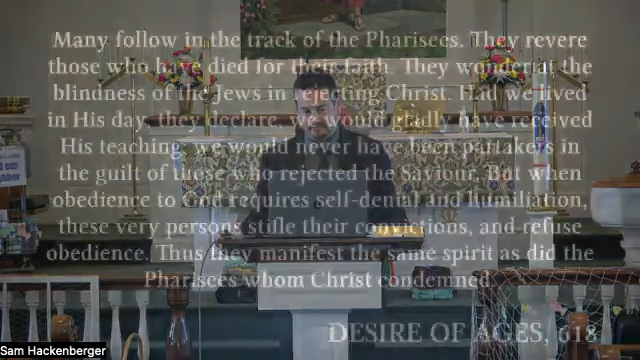 Many follow in the track of the Pharisees. They revere
those who have died for their faith. They wonder at the
blindness of the Jews in rejecting Christ. Had we lived
in His day, they declare, we would gladly have received
His teaching; we would never have been partakers in
the guilt of those who rejected the Saviour. But when
obedience to God requires self-denial and humiliation,
these very persons stifle their convictions, and refuse
obedience. Thus they manifest the same spirit as did the
Pharisees whom Christ condemned.
DESIRE OF AGES, 618
Sam Hackenberger